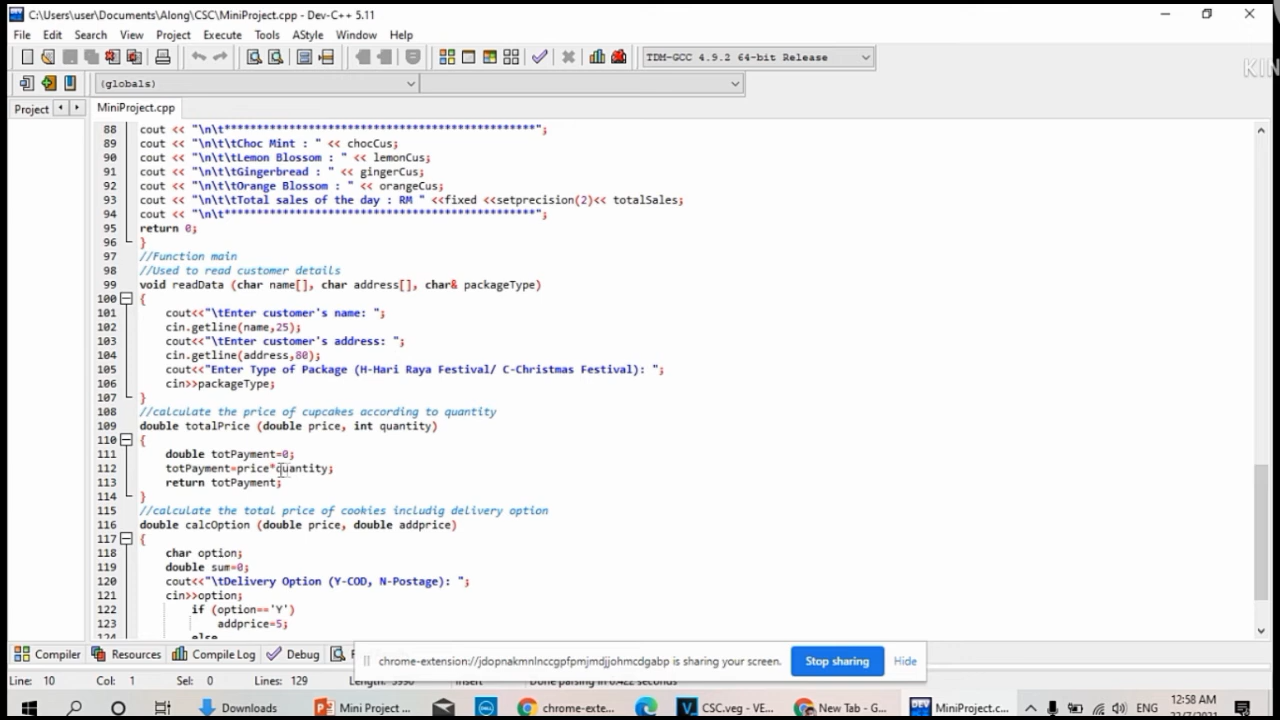 C:\Users\user\Documents\Along\CSC\MiniProject.cpp - Dev-C++ 5.11
File Edit Search View Project Execute Tools AStyle Window Help
TDM-GCC 4.9.2 64-bit Release
KIN
(globals)
Project MiniProject.cpp
88 cout << "\n\t************************************************";
89 cout << "\n\t\tChoc Mint : " << chocCus;
90 cout << "\n\t\tLemon Blossom : " << lemonCus;
91 cout << "\n\t\tGingerbread : " << gingerCus;
92 cout << "\n\t\tOrange Blossom : " << orangeCus;
93 cout << "\n\t\tTotal sales of the day : RM " <<fixed <<setprecision(2)<< totalSales;
94 cout << "\n\t************************************************";
95 return 0;
96 }
97 //Function main
98 //Used to read customer details
99 void readData (char name[], char address[], char& packageType)
100 {
101 cout<<"\tEnter customer's name: ";
102 cin.getline(name,25);
103 cout<<"\tEnter customer's address: ";
104 cin.getline(address,80);
105 cout<<"Enter Type of Package (H-Hari Raya Festival/ C-Christmas Festival): ";
106 cin>>packageType;
107 }
108 //calculate the price of cupcakes according to quantity
109 double totalPrice (double price, int quantity)
110 {
111 double totPayment=0;
112 totPayment=price*quantity;
113 return totPayment;
114 }
115 //calculate the total price of cookies includig delivery option
116 double calcOption (double price, double addprice)
117 {
118 char option;
119 double sum=0;
120 cout<<"\tDelivery Option (Y-COD, N-Postage): ";
121 cin>>option;
122 if (option=='Y')
123 addprice=5;
124 else
Compiler Resources Compile Log Debug
chrome-extension://jdopnakmnlnccgpfpmjmdjjohmcdgabp is sharing your screen. Stop sharing Hide
Line: 10 Col: 1 Sel: 0 Lines: 129 Length: 3990 Insert Done parsing in 0.422 seconds
Downloads Mini Project ... chrome-exte... CSC.veg - VE... New Tab - G... MiniProject.c... ENG 12:58 AM